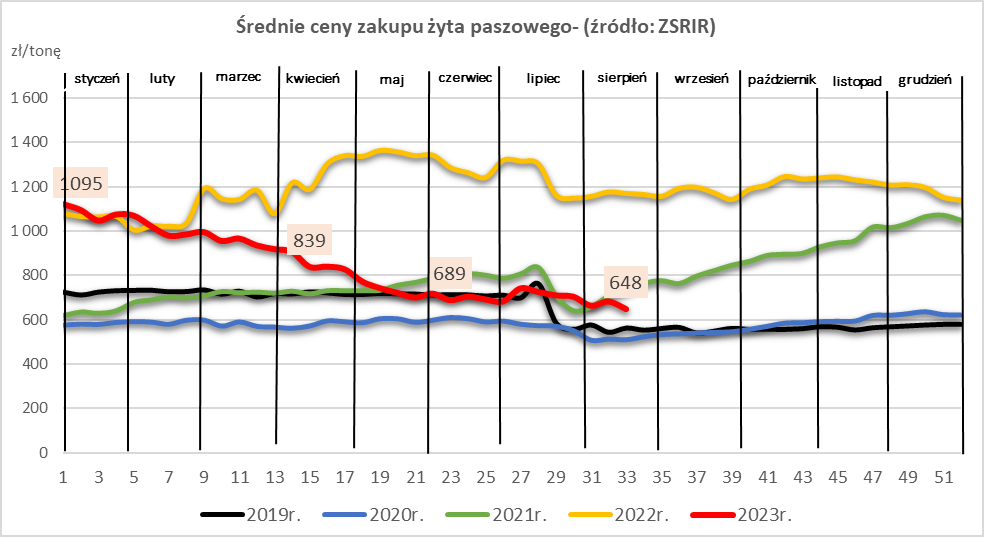 Średnie ceny zakupu żyta paszowego- (źródło: ZSRIR)
zł/tonę
styczeń luty marzec kwiecień maj czerwiec lipiec sierpień wrzesień październik listopad grudzień
1 600
1 400
1 200
1 000
800
600
400
200
0
1095
839
689
648
1 3 5 7 9 11 13 15 17 19 21 23 25 27 29 31 33 35 37 39 41 43 45 47 49 51
2019r. 2020r. 2021r. 2022r. 2023r.